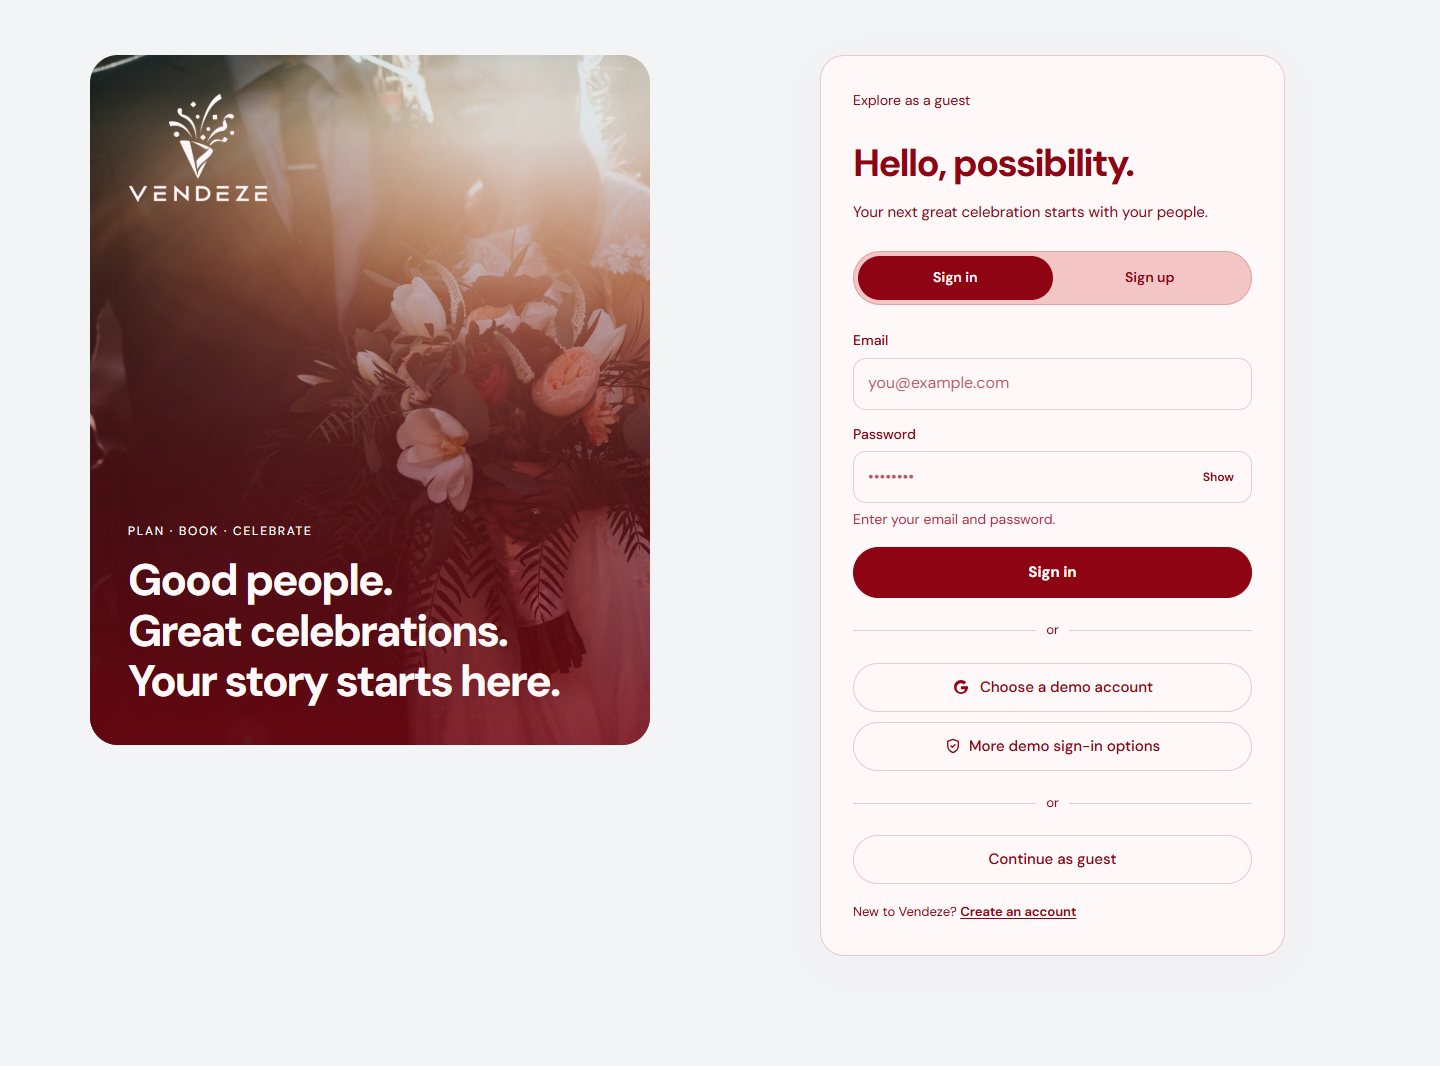 VENDEZE
PLAN · BOOK · CELEBRATE
Good people.
Great celebrations.
Your story starts here.
Explore as a guest
Hello, possibility.
Your next great celebration starts with your people.
Sign in
Sign up
Email
you@example.com
Password
••••••••
Show
Enter your email and password.
Sign in
or
G Choose a demo account
More demo sign-in options
or
Continue as guest
New to Vendeze? Create an account